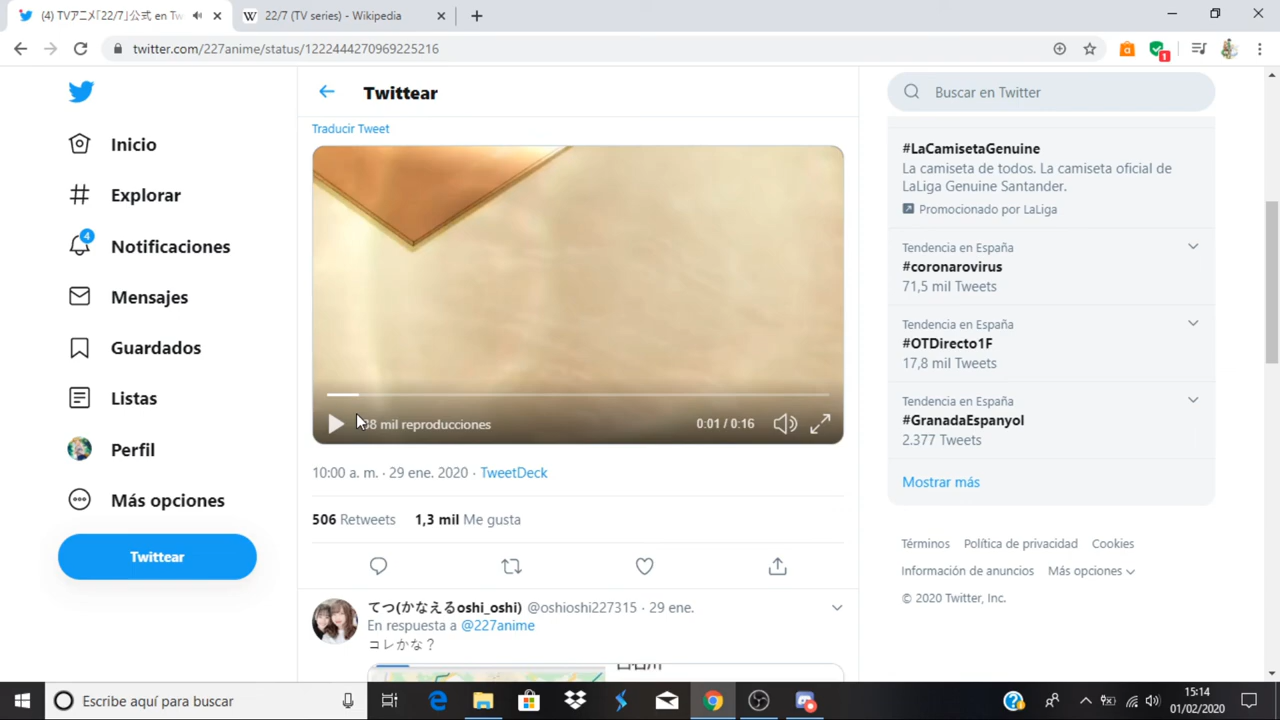 (4) TVアニメ「22/7」公式 en Tw
22/7 (TV series) - Wikipedia
twitter.com/227anime/status/1222444270969225216
1
Inicio
Explorar
4
Notificaciones
Mensajes
Guardados
Listas
Perfil
Más opciones
Twittear
Twittear
Traducir Tweet
38 mil reproducciones
0:01 / 0:16
10:00 a. m. · 29 ene. 2020 · TweetDeck
506 Retweets 1,3 mil Me gusta
てつ(かなえるoshi_oshi) @oshioshi227315 · 29 ene.
En respuesta a @227anime
コレかな？
Buscar en Twitter
#LaCamisetaGenuine
La camiseta de todos. La camiseta oficial de
LaLiga Genuine Santander.
Promocionado por LaLiga
Tendencia en España
#coronarovirus
71,5 mil Tweets
Tendencia en España
#OTDirecto1F
17,8 mil Tweets
Tendencia en España
#GranadaEspanyol
2.377 Tweets
Mostrar más
Términos Política de privacidad Cookies
Información de anuncios Más opciones
© 2020 Twitter, Inc.
Escribe aquí para buscar
15:14
01/02/2020